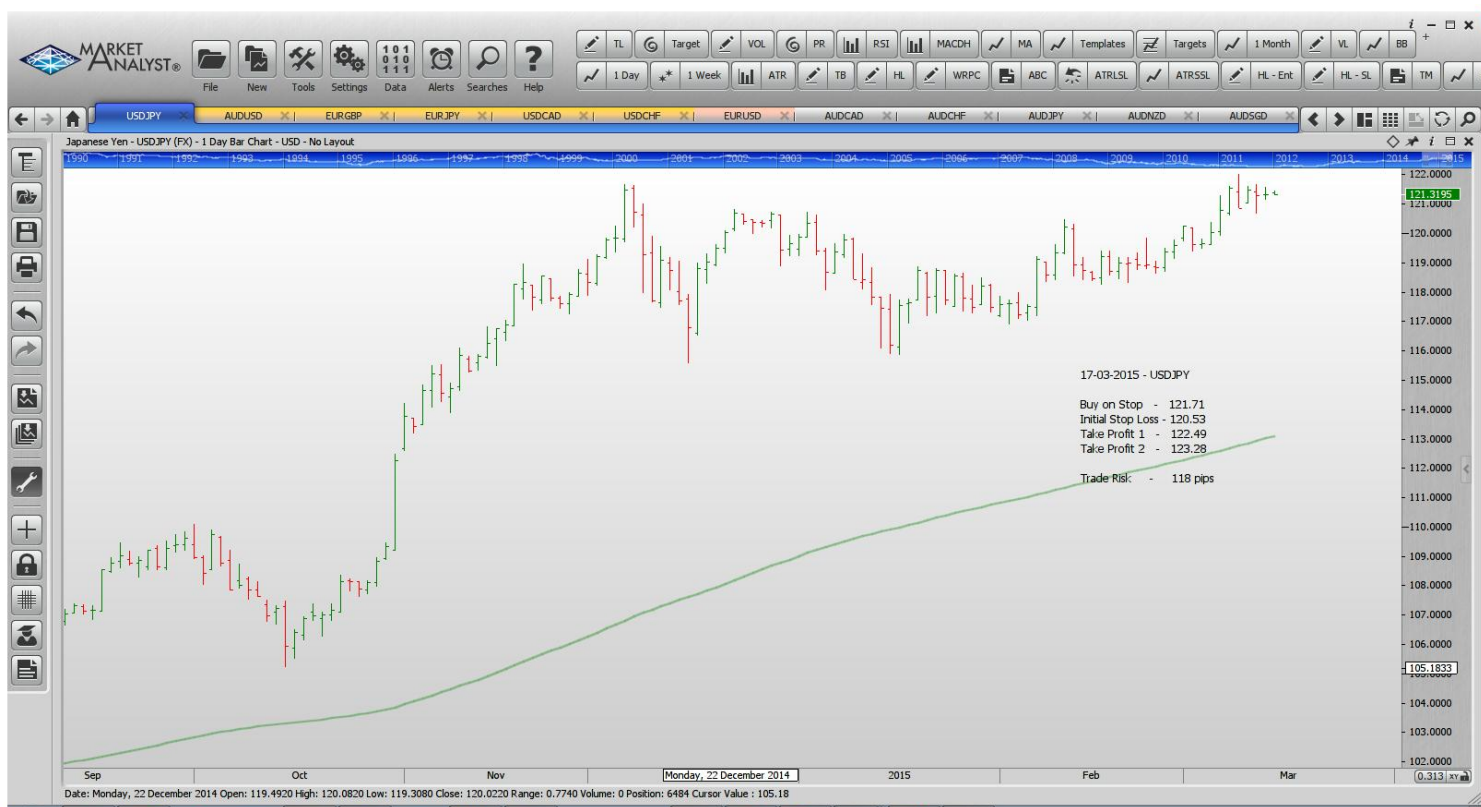 i
MARKET
ANALYST®
File New Tools Settings Data Alerts Searches Help
TL Target VOL PR RSI MACDH MA Templates Targets 1 Month VL BB
1 Day 1 Week ATR TB HL WRPC ABC ATRLSL ATRSSL HL - Ent HL - SL TM
101
010
111
USDJPY AUDUSD EURGBP EURJPY USDCAD USDCHF EURUSD AUDCAD AUDCHF AUDJPY AUDNZD AUDSGD
Japanese Yen - USDJPY (FX) - 1 Day Bar Chart - USD - No Layout
1990 1991 1992 1993 1994 1995 1996 1997 1998 1999 2000 2001 2002 2003 2004 2005 2006 2007 2008 2009 2010 2011 2012 2013 2014 2015
122.0000
121.3195
121.0000
120.0000
119.0000
118.0000
117.0000
116.0000
115.0000
114.0000
113.0000
112.0000
111.0000
110.0000
109.0000
108.0000
107.0000
106.0000
105.1833
104.0000
103.0000
102.0000
17-03-2015 - USDJPY
Buy on Stop - 121.71
Initial Stop Loss - 120.53
Take Profit 1 - 122.49
Take Profit 2 - 123.28
Trade Risk - 118 pips
Sep Oct Nov Monday, 22 December 2014 2015 Feb Mar
0.313 XY
Date: Monday, 22 December 2014 Open: 119.4920 High: 120.0820 Low: 119.3080 Close: 120.0220 Range: 0.7740 Volume: 0 Position: 6484 Cursor Value : 105.18